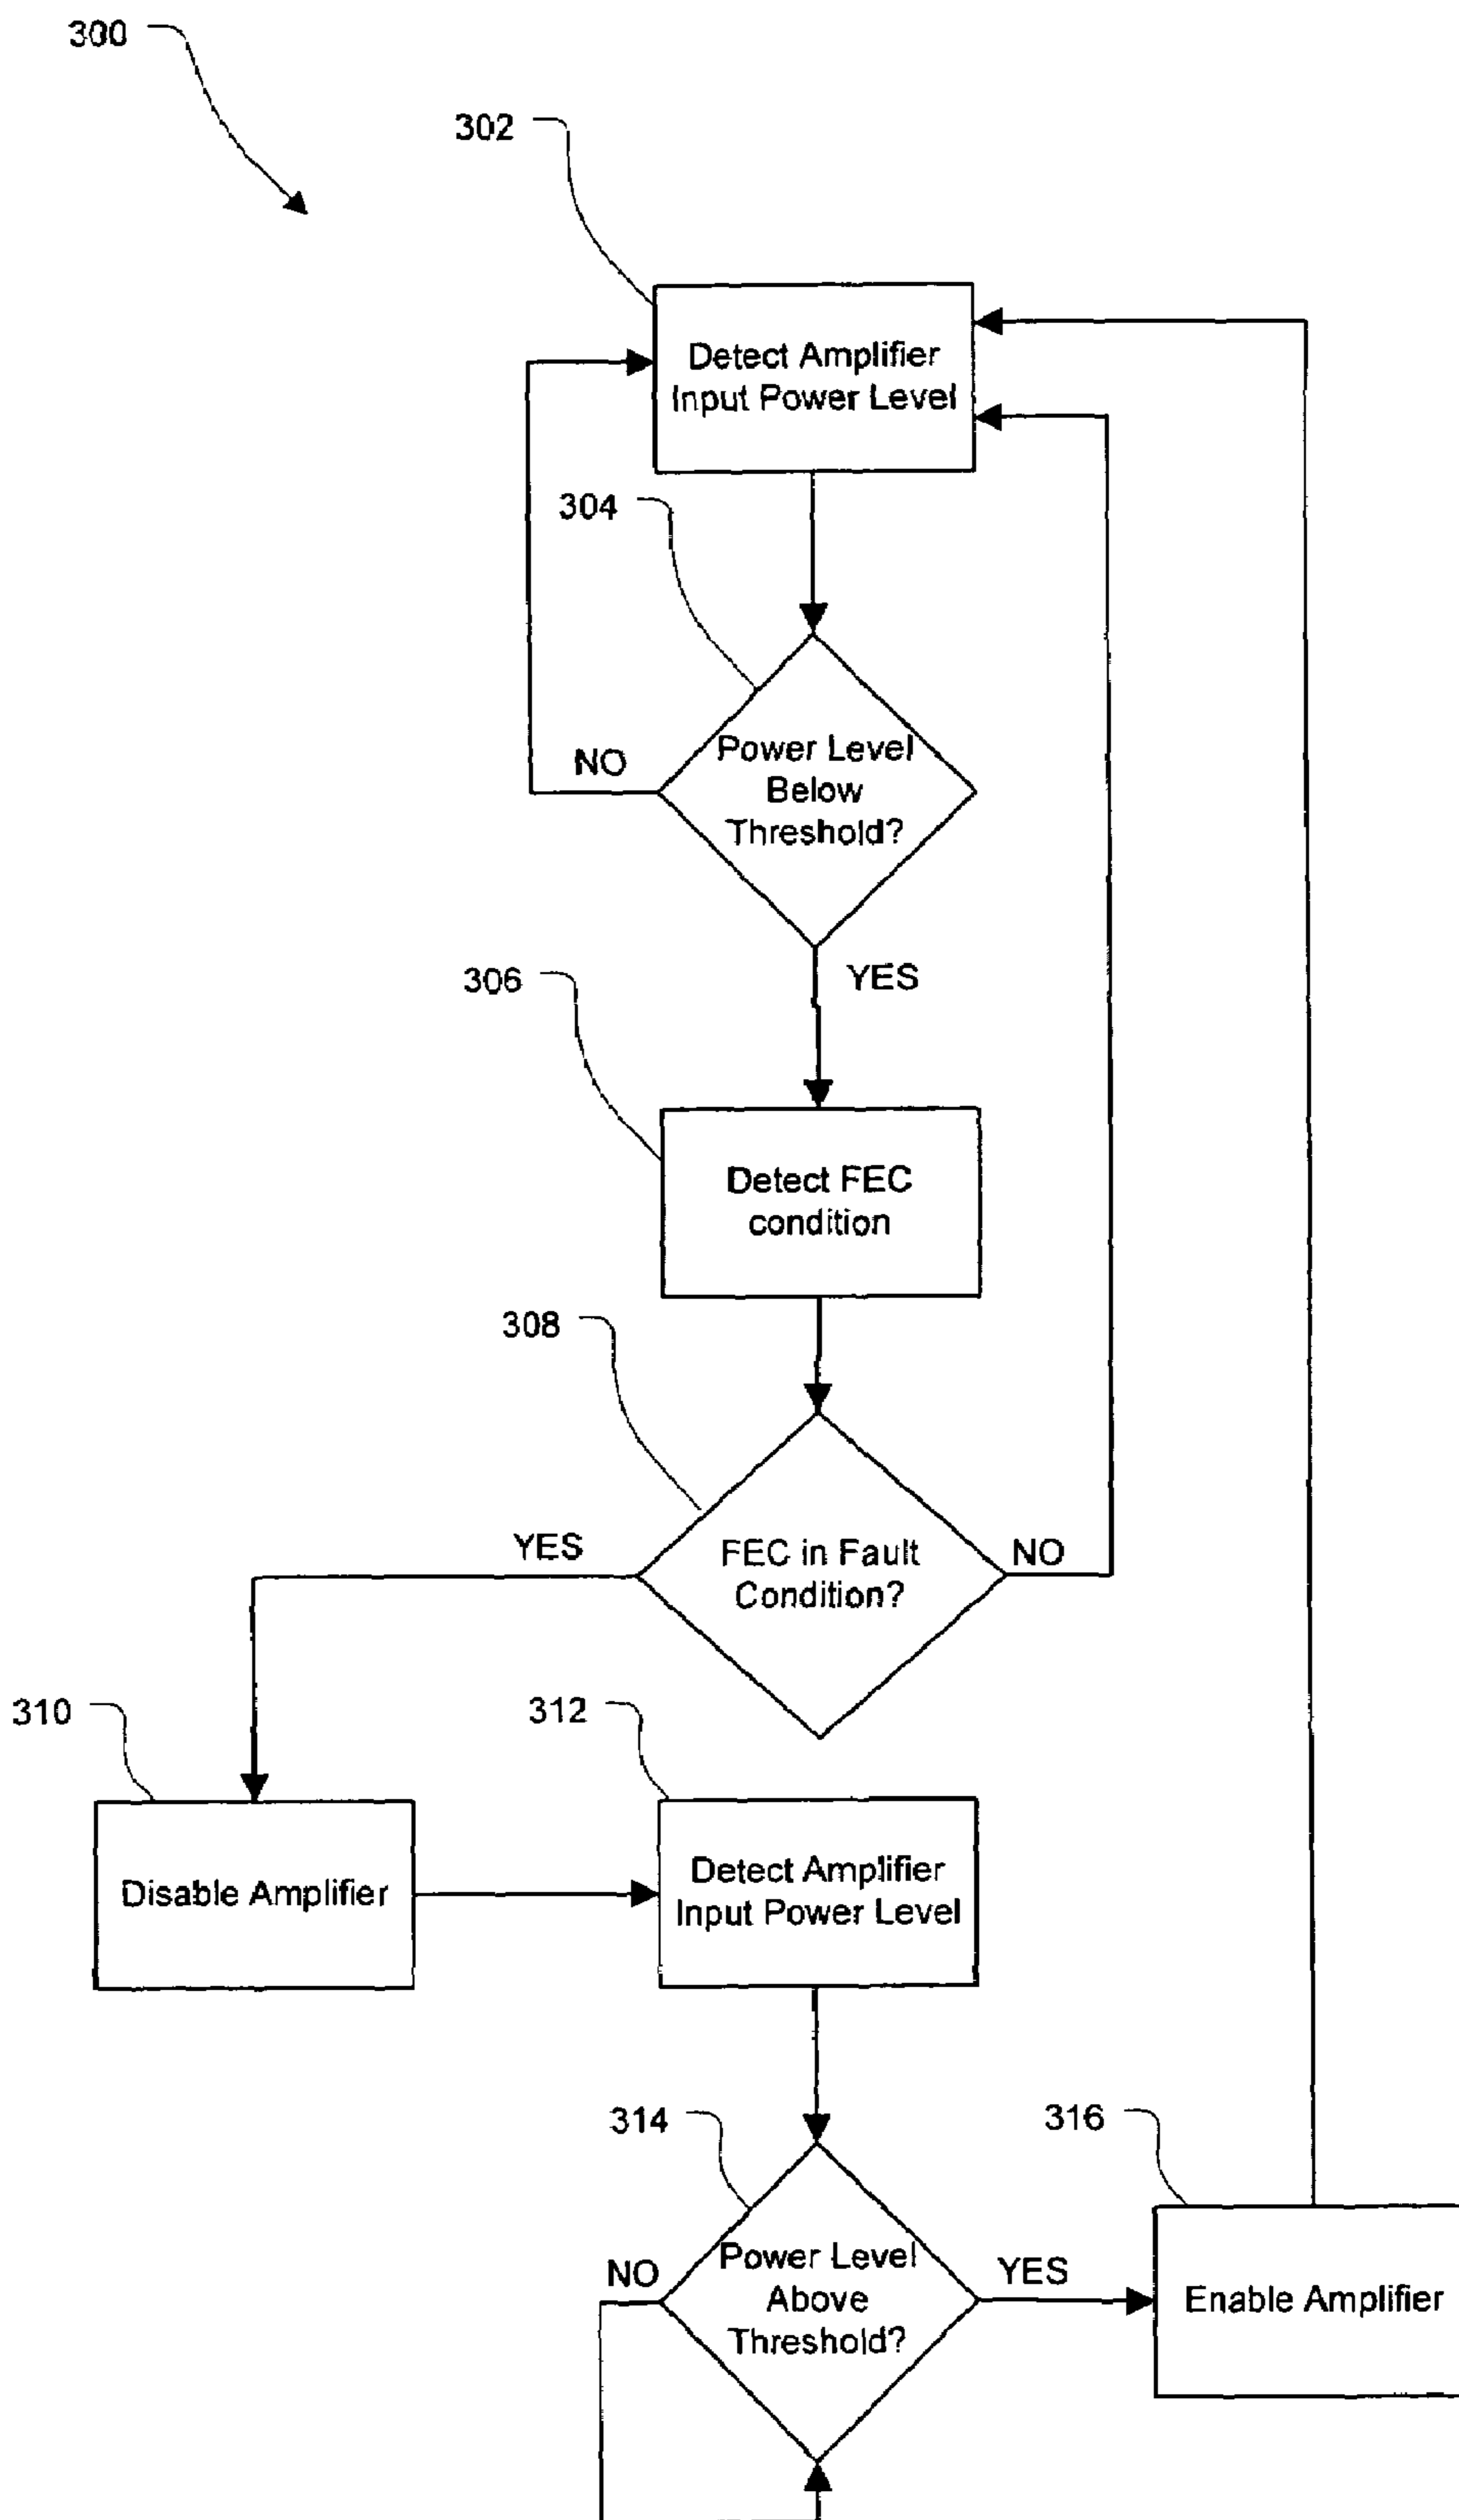 300
302
Detect Amplifier
Input Power Level
304
NO
Power Level
Below
Threshold?
YES
306
Detect FEC
condition
308
YES
FEC in Fault
Condition?
NO
310
312
Disable Amplifier
Detect Amplifier
Input Power Level
314
316
NO
Power Level
Above
Threshold?
YES
Enable Amplifier